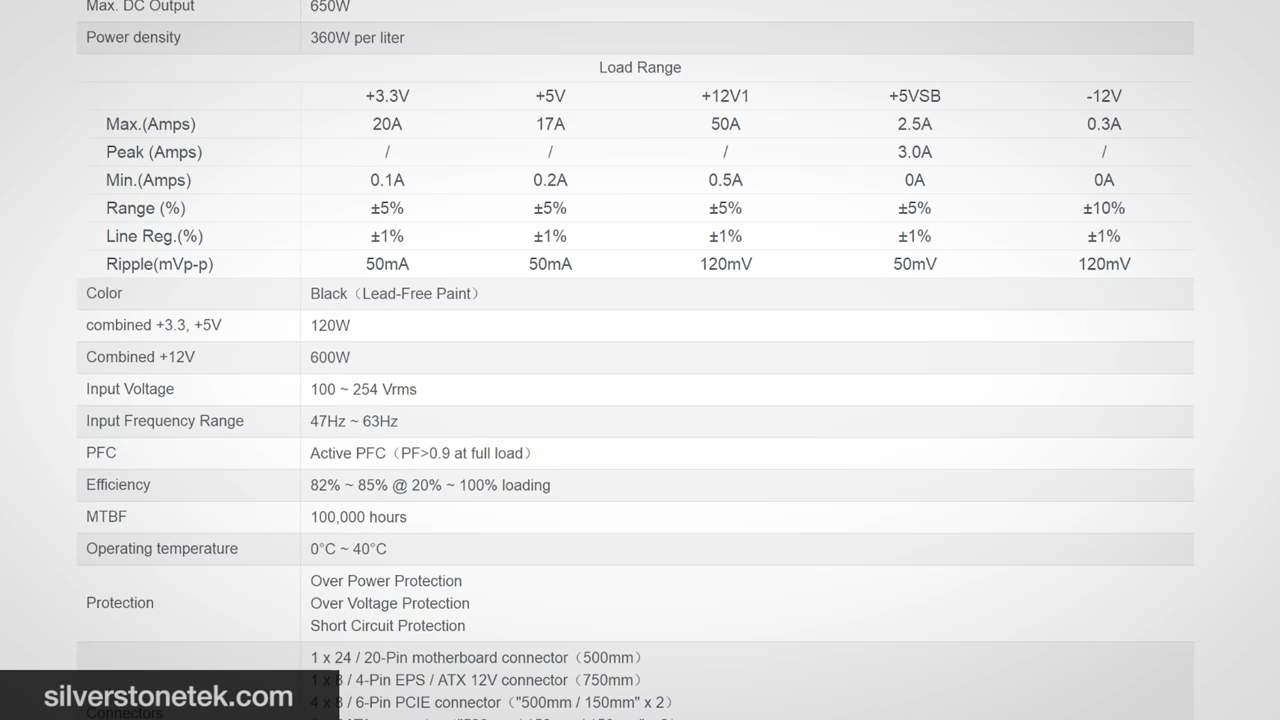 Max. DC Output 650W
Power density 360W per liter
Load Range
+3.3V +5V +12V1 +5VSB -12V
Max.(Amps) 20A 17A 50A 2.5A 0.3A
Peak (Amps) / / / 3.0A /
Min.(Amps) 0.1A 0.2A 0.5A 0A 0A
Range (%) ±5% ±5% ±5% ±5% ±10%
Line Reg.(%) ±1% ±1% ±1% ±1% ±1%
Ripple(mVp-p) 50mA 50mA 120mV 50mV 120mV
Color Black（Lead-Free Paint）
combined +3.3, +5V 120W
Combined +12V 600W
Input Voltage 100 ~ 254 Vrms
Input Frequency Range 47Hz ~ 63Hz
PFC Active PFC（PF>0.9 at full load）
Efficiency 82% ~ 85% @ 20% ~ 100% loading
MTBF 100,000 hours
Operating temperature 0°C ~ 40°C
Over Power Protection
Protection Over Voltage Protection
Short Circuit Protection
1 x 24 / 20-Pin motherboard connector（500mm）
1 x 8 / 4-Pin EPS / ATX 12V connector（750mm）
4 x 8 / 6-Pin PCIE connector（"500mm / 150mm" x 2）
Connectors
silverstonetek.com